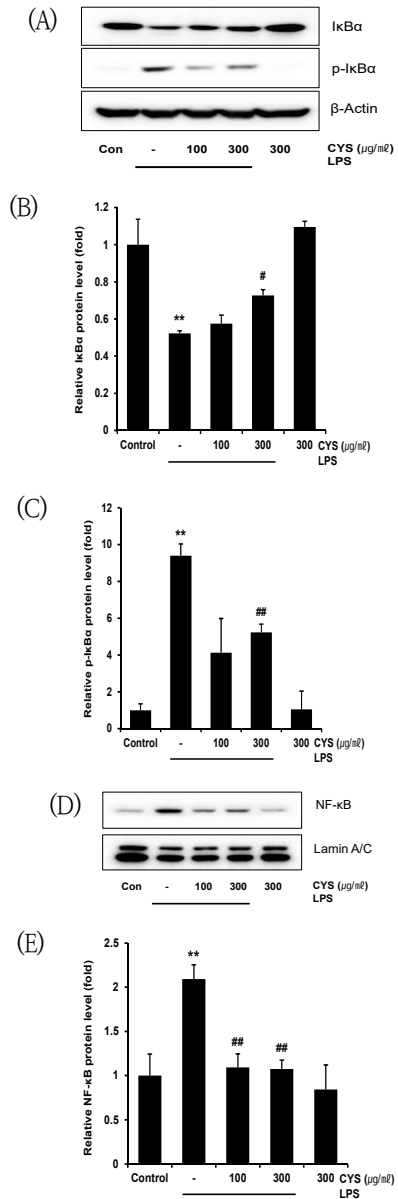 (A)
IκBα
p-IκBα
β-Actin
Con - 100 300 300 CYS (㎍/㎖)
LPS
(B)
Relative IκBα protein level (fold)
1.2
1
0.8
0.6
0.4
0.2
0
**
#
Control - 100 300 300 CYS (㎍/㎖)
LPS
(C)
Relative p-IκBα protein level (fold)
12
10
8
6
4
2
0
**
##
Control - 100 300 300 CYS (㎍/㎖)
LPS
(D)
NF-κB
Lamin A/C
Con - 100 300 300 CYS (㎍/㎖)
LPS
(E)
Relative NF-κB protein level (fold)
2.5
2
1.5
1
0.5
0
**
##
##
Control - 100 300 300 CYS (㎍/㎖)
LPS